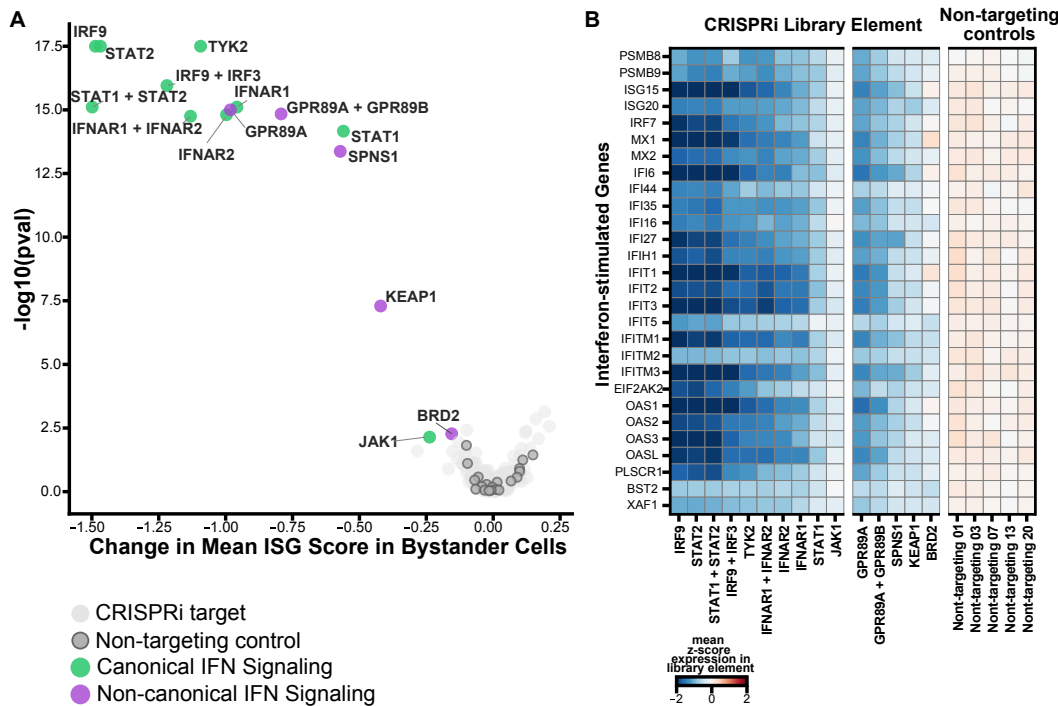 A
17.5
15.0
12.5
10.0
7.5
5.0
2.5
0.0
-log10(pval)
IRF9
STAT2
TYK2
IRF9 + IRF3
STAT1 + STAT2
IFNAR1
GPR89A + GPR89B
IFNAR1 + IFNAR2
GPR89A
STAT1
IFNAR2
SPNS1
KEAP1
BRD2
JAK1
−1.50
−1.25
−1.00
−0.75
−0.50
−0.25
0.00
0.25
Change in Mean ISG Score in Bystander Cells
CRISPRi target
Non-targeting control
Canonical IFN Signaling
Non-canonical IFN Signaling
B
CRISPRi Library Element
Non-targeting
controls
Interferon-stimulated Genes
PSMB8
PSMB9
ISG15
ISG20
IRF7
MX1
MX2
IFI6
IFI44
IFI35
IFI16
IFI27
IFIH1
IFIT1
IFIT2
IFIT3
IFIT5
IFITM1
IFITM2
IFITM3
EIF2AK2
OAS1
OAS2
OAS3
OASL
PLSCR1
BST2
XAF1
IRF9
STAT2
STAT1 + STAT2
IRF9 + IRF3
TYK2
IFNAR1 + IFNAR2
IFNAR2
IFNAR1
STAT1
JAK1
GPR89A
GPR89A + GPR89B
SPNS1
KEAP1
BRD2
Nont-targeting 01
Nont-targeting 03
Nont-targeting 07
Nont-targeting 13
Nont-targeting 20
mean
z-score
expression in
library element
−2
0
2